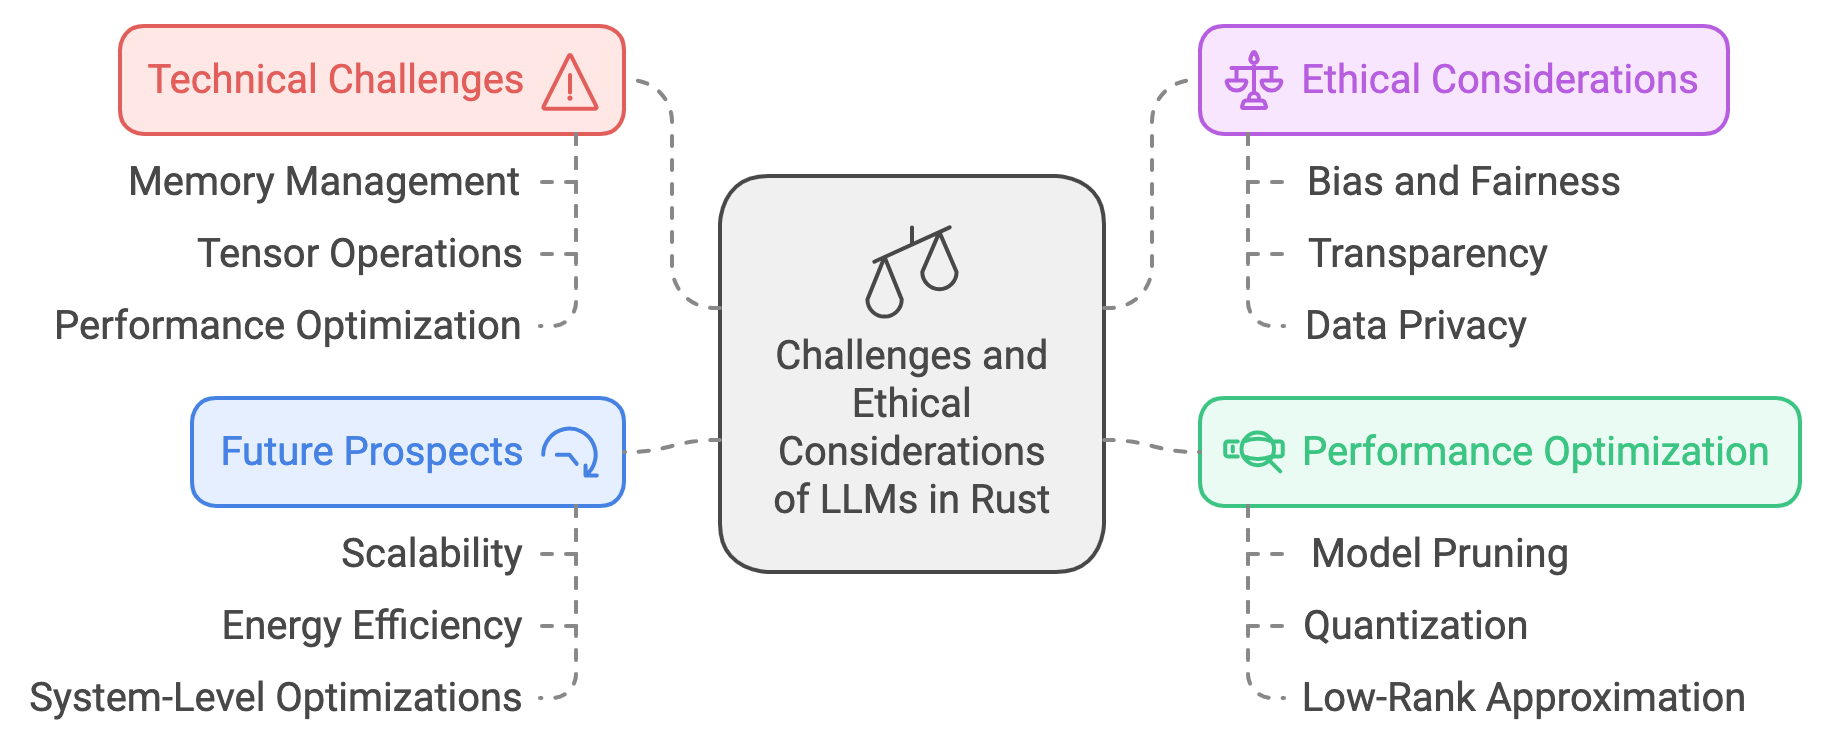 Technical Challenges
Memory Management
Tensor Operations
Performance Optimization
Future Prospects
Scalability
Energy Efficiency
System-Level Optimizations
Challenges and
Ethical
Considerations
of LLMs in Rust
Ethical Considerations
Bias and Fairness
Transparency
Data Privacy
Performance Optimization
Model Pruning
Quantization
Low-Rank Approximation